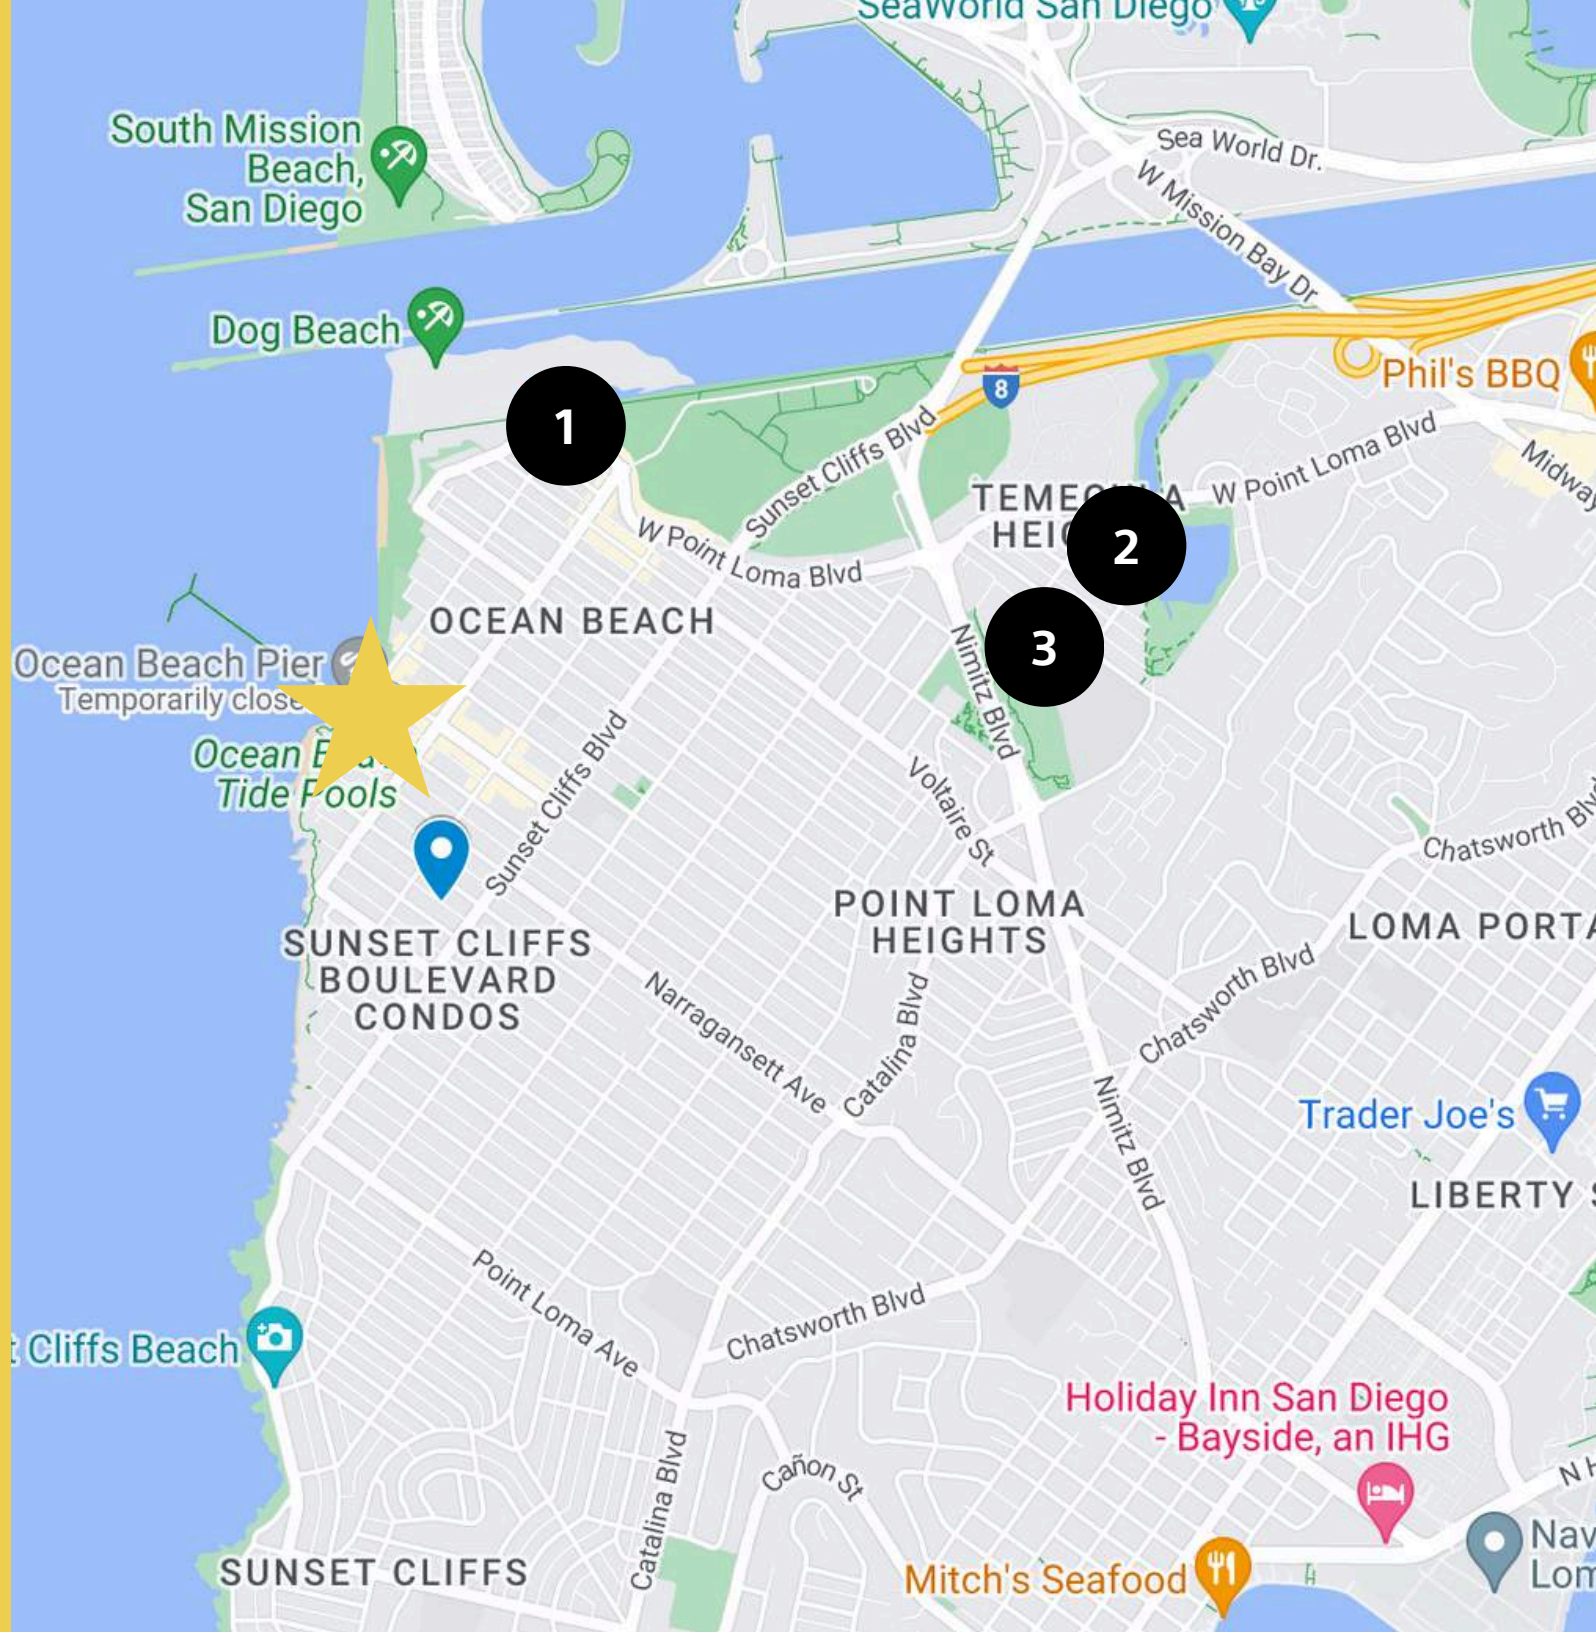 SeaWorld San Diego
South Mission
Beach,
San Diego
Sea World Dr.
W Mission Bay Dr
Dog Beach
8
Phil's BBQ
1
Sunset Cliffs Blvd
W Point Loma Blvd
Midway
2
W Point Loma Blvd
OCEAN BEACH
3
Nimitz Blvd
Ocean Beach Pier
Temporarily close
Ocean
Tide Pools
Sunset Cliffs Blvd
Voltaire St
Chatsworth Blv
POINT LOMA
HEIGHTS
LOMA PORTA
SUNSET CLIFFS
BOULEVARD
CONDOS
Narragansett Ave
Catalina Blvd
Chatsworth Blvd
Nimitz Blvd
Trader Joe's
LIBERTY S
Point Loma Ave
Chatsworth Blvd
t Cliffs Beach
Holiday Inn San Diego
- Bayside, an IHG
Catalina Blvd
Cañon St
N H
SUNSET CLIFFS
Mitch's Seafood
Nav
Lom